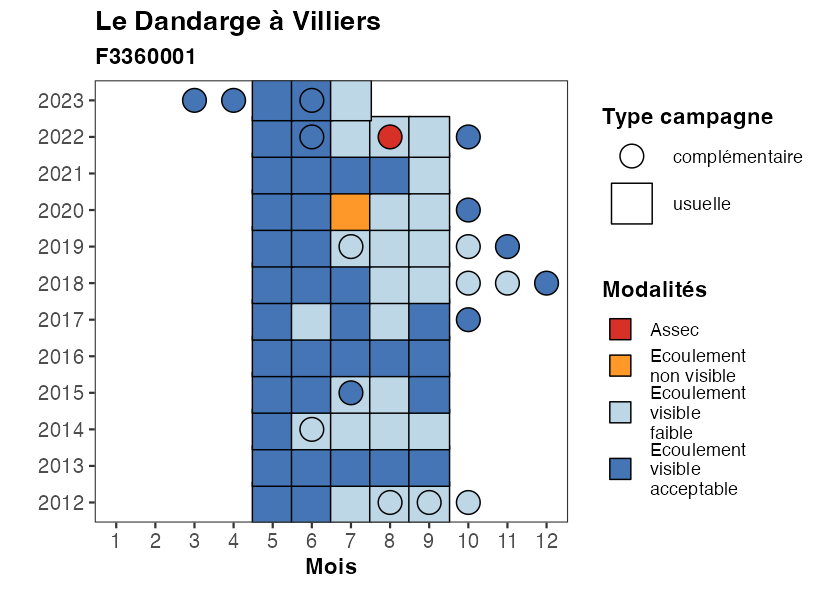 Le Dandarge à Villiers
F3360001
2023
2022
2021
2020
2019
2018
2017
2016
2015
2014
2013
2012
1 2 3 4 5 6 7 8 9 10 11 12
Mois
Type campagne
complémentaire
usuelle
Modalités
Assec
Ecoulement
non visible
Ecoulement
visible
faible
Ecoulement
visible
acceptable